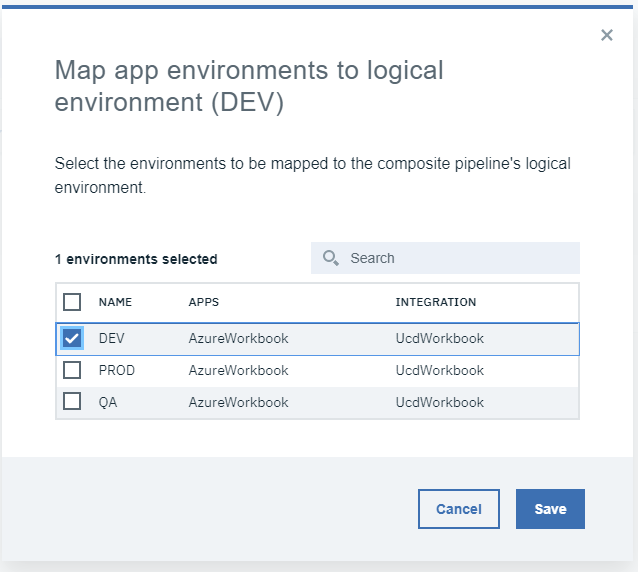 Map app environments to logical
environment (DEV)
Select the environments to be mapped to the composite pipeline's logical
environment.
1 environments selected
Search
NAME APPS INTEGRATION
DEV AzureWorkbook UcdWorkbook
PROD AzureWorkbook UcdWorkbook
QA AzureWorkbook UcdWorkbook
Cancel Save